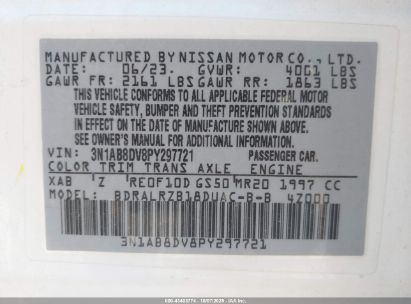 MANUFACTURED BY NISSAN MOTOR CO., LTD.
DATE: 06/23. GVWR: 4001 LBS
GAWR FR: 2161 LBS GAWR RR: 1863 LBS
THIS VEHICLE CONFORMS TO ALL APPLICABLE FEDERAL MOTOR
VEHICLE SAFETY, BUMPER AND THEFT PREVENTION STANDARDS
IN EFFECT ON THE DATE OF MANUFACTURE SHOWN ABOVE.
SEE OWNER'S MANUAL FOR ADDITIONAL INFORMATION.
VIN: 3N1AB8DV8PY297721 PASSENGER CAR.
COLOR TRIM TRANS AXLE ENGINE
XAB Z RE0F10D GS50 MR20 1997 CC
MODEL: BDRALRZB18DUAC-B-B 4Z000
3N1AB8DV8PY297721